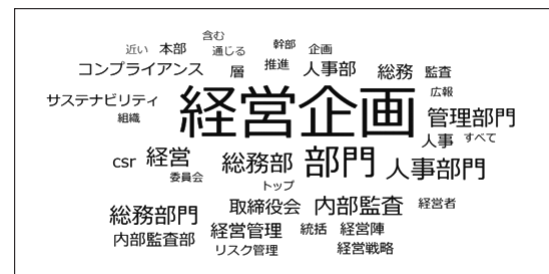 含む
近い 本部 通じる 幹部 企画
コンプライアンス 層 推進 人事部 総務 監査
サステナビリティ 経営企画 広報
組織 管理部門
人事 すべて
csr 経営 総務部 部門 人事部門
委員会
トップ
総務部門 取締役会 内部監査 経営者
内部監査部 経営管理 統括 経営陣
リスク管理 経営戦略